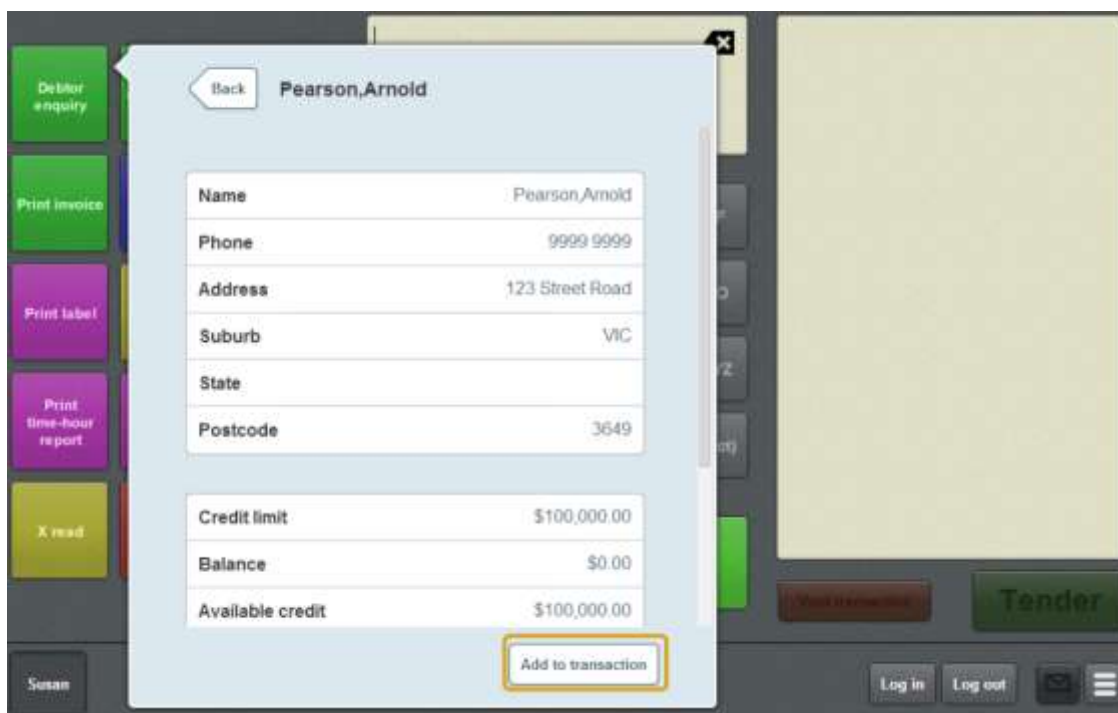 Debtor
enquiry
Print invoice
Print label
Print
time-hour
report
X read
Susan
Back
Pearson,Arnold
Name Pearson,Arnold
Phone 9999 9999
Address 123 Street Road
Suburb VIC
State
Postcode 3649
Credit limit $100,000.00
Balance $0.00
Available credit $100,000.00
Add to transaction
Void transaction
Tender
Log in
Log out